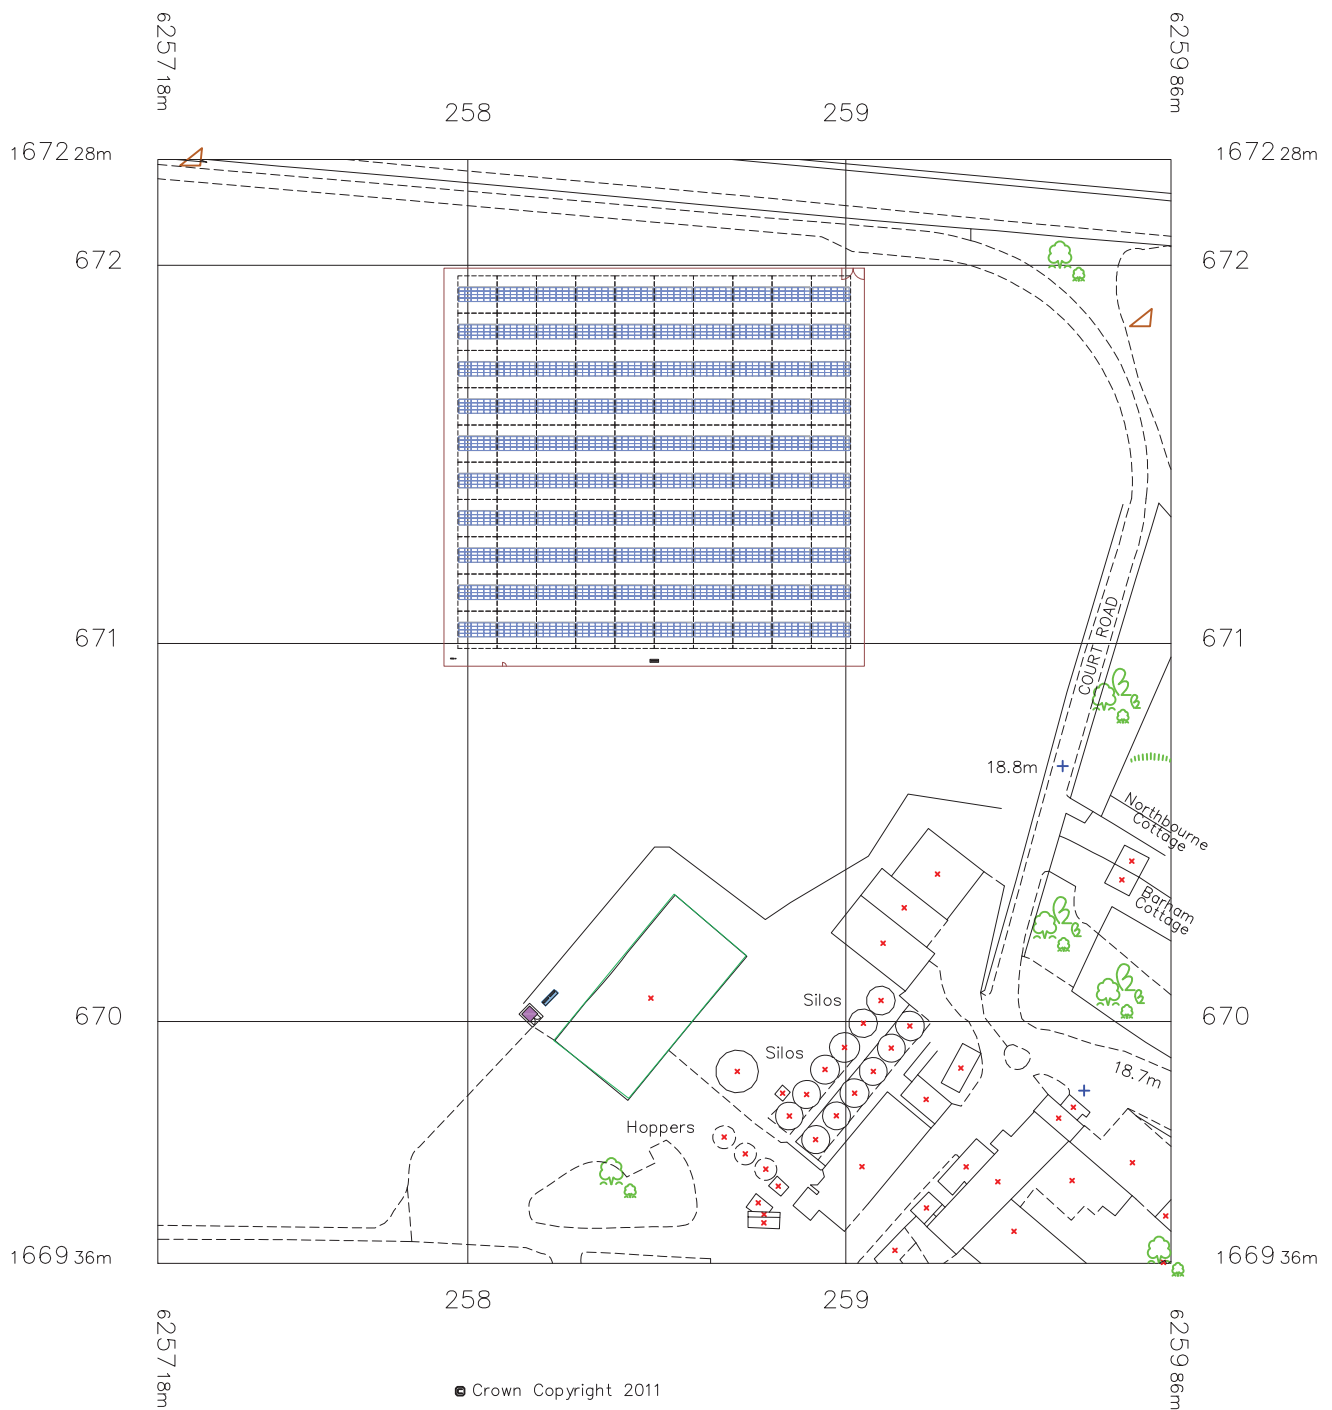 625718m
625986m
258
259
167228m
167228m
672
672
671
671
COURT ROAD
18.8m
Northbourne
Cottage
Barham
Cottage
Silos
670
670
Silos
18.7m
Hoppers
166936m
166936m
258
259
625718m
625986m
© Crown Copyright 2011